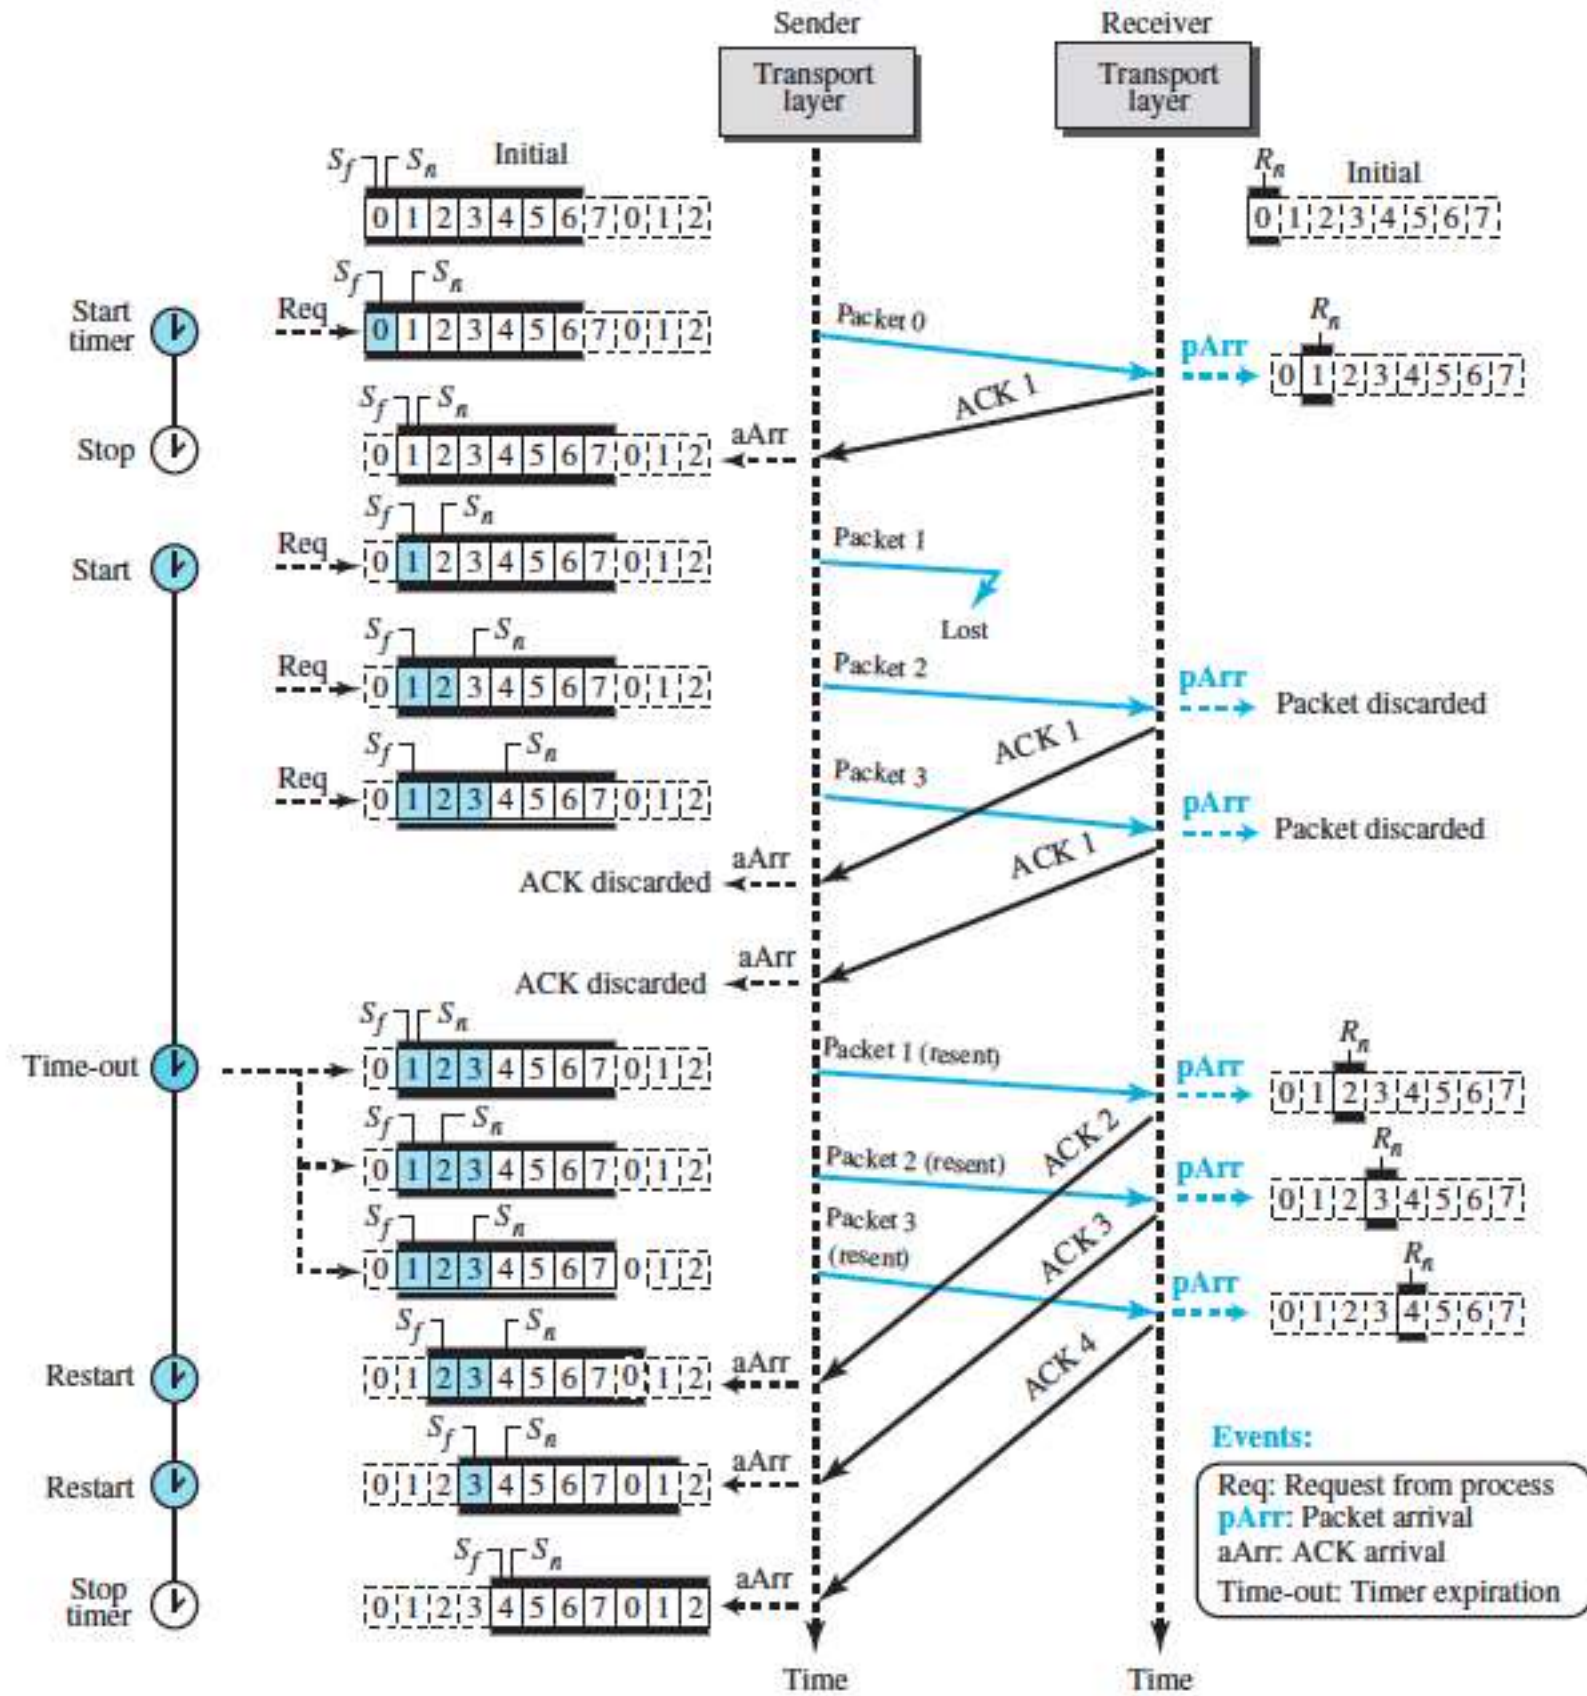 Sender
Receiver
Transport
layer
Transport
layer
Sf Sn Initial
0 1 2 3 4 5 6 7 0 1 2
Rn Initial
0 1 2 3 4 5 6 7
Start
timer
Req
Sf Sn
0 1 2 3 4 5 6 7 0 1 2
Packet 0
pArr
Rn
0 1 2 3 4 5 6 7
ACK 1
Stop
Sf Sn
0 1 2 3 4 5 6 7 0 1 2
aArr
Start
Req
Sf Sn
0 1 2 3 4 5 6 7 0 1 2
Packet 1
Lost
Req
Sf Sn
0 1 2 3 4 5 6 7 0 1 2
Packet 2
pArr
Packet discarded
ACK 1
Req
Sf Sn
0 1 2 3 4 5 6 7 0 1 2
Packet 3
pArr
Packet discarded
ACK 1
aArr
ACK discarded
aArr
ACK discarded
Time-out
Sf Sn
0 1 2 3 4 5 6 7 0 1 2
Packet 1 (resent)
pArr
Rn
0 1 2 3 4 5 6 7
ACK 2
Sf Sn
0 1 2 3 4 5 6 7 0 1 2
Packet 2 (resent)
pArr
Rn
0 1 2 3 4 5 6 7
ACK 3
Sf Sn
0 1 2 3 4 5 6 7 0 1 2
Packet 3
(resent)
pArr
Rn
0 1 2 3 4 5 6 7
ACK 4
Restart
Sf Sn
0 1 2 3 4 5 6 7 0 1 2
aArr
Restart
Sf Sn
0 1 2 3 4 5 6 7 0 1 2
aArr
Stop
timer
Sf Sn
0 1 2 3 4 5 6 7 0 1 2
aArr
Events:
Req: Request from process
pArr: Packet arrival
aArr: ACK arrival
Time-out: Timer expiration
Time
Time